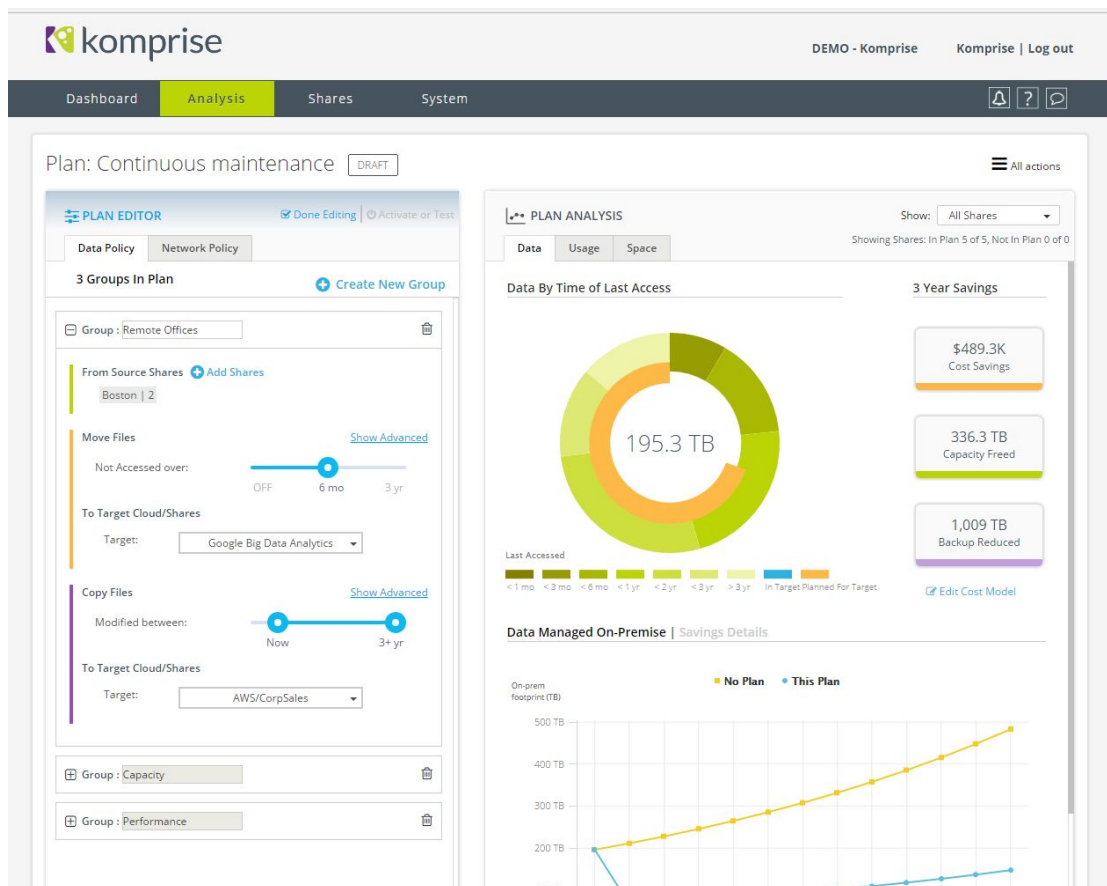 komprise
DEMO - Komprise
Komprise | Log out
Dashboard
Analysis
Shares
System
?
Plan: Continuous maintenance
DRAFT
All actions
PLAN EDITOR
Done Editing
Activate or Test
Data Policy
Network Policy
3 Groups In Plan
Create New Group
Group : Remote Offices
From Source Shares
Add Shares
Boston | 2
Move Files
Show Advanced
Not Accessed over:
OFF
6 mo
3 yr
To Target Cloud/Shares
Target:
Google Big Data Analytics
Copy Files
Show Advanced
Modified between:
Now
3+ yr
To Target Cloud/Shares
Target:
AWS/CorpSales
Group : Capacity
Group : Performance
PLAN ANALYSIS
Show:
All Shares
Showing Shares: In Plan 5 of 5, Not In Plan 0 of 0
Data
Usage
Space
Data By Time of Last Access
195.3 TB
Last Accessed
< 1 mo
< 3 mo
< 6 mo
< 1 yr
< 2 yr
< 3 yr
> 3 yr
In Target
Planned For Target
3 Year Savings
$489.3K
Cost Savings
336.3 TB
Capacity Freed
1,009 TB
Backup Reduced
Edit Cost Model
Data Managed On-Premise | Savings Details
On-prem
footprint (TB)
No Plan
This Plan
500 TB
400 TB
300 TB
200 TB